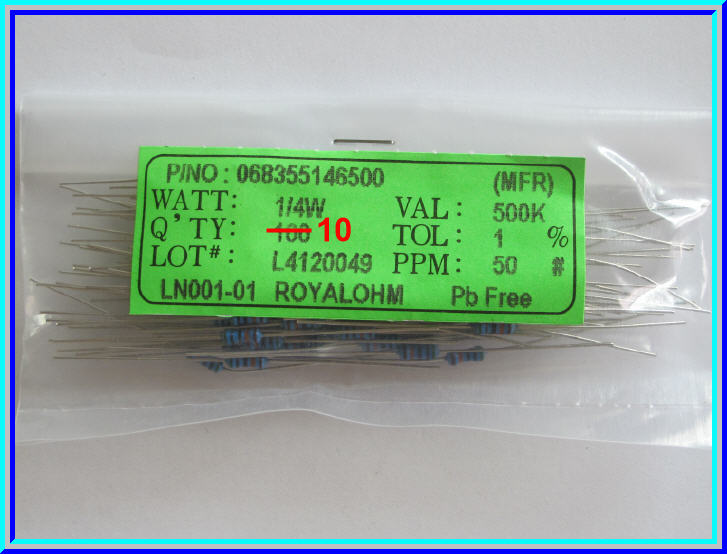 P/NO : 068355146500 (MFR)
WATT: 1/4W VAL : 500K
Q'TY: 100 10 TOL : 1 %
LOT# : L4120049 PPM : 50 #
LN001-01 ROYALOHM Pb Free